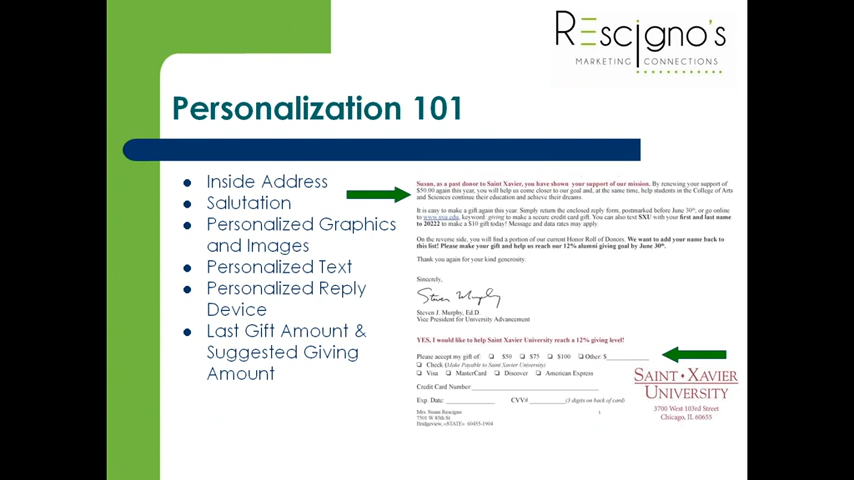 REscigno's
MARKETING CONNECTIONS
Personalization 101
● Inside Address
● Salutation
● Personalized Graphics
and Images
● Personalized Text
● Personalized Reply
Device
● Last Gift Amount &
Suggested Giving
Amount
Susan, as a past donor to Saint Xavier, you have shown your support of our mission. By renewing your support of
$50.00 again this year, you will help us come closer to our goal and, at the same time, help students in the College of Arts
and Sciences continue their education and achieve their dreams.
It is easy to make a gift again this year. Simply return the enclosed reply form, postmarked before June 30th, or go online
to www.sxu.edu, keyword: giving to make a secure credit card gift. You can also text SXU with your first and last name
to 20222 to make a $10 gift today! Message and data rates may apply.
On the reverse side, you will find a portion of our current Honor Roll of Donors. We want to add your name back to
this list! Please make your gift and help us reach our 12% alumni giving goal by June 30th.
Thank you again for your kind generosity.
Sincerely,
Steven Murphy
Steven J. Murphy, Ed.D.
Vice President for University Advancement
YES, I would like to help Saint Xavier University reach a 12% giving level!
Please accept my gift of: ❑ $50 ❑ $75 ❑ $100 ❑ Other: $
❑ Check (Make Payable to Saint Xavier University)
❑ Visa ❑ MasterCard ❑ Discover ❑ American Express
Credit Card Number:
Exp. Date: CVV# (3 digits on back of card)
Mrs. Susan Rescigno 1
7501 W 85th St
Bridgeview, «STATE» 60455-1904
SAINT • XAVIER
UNIVERSITY
3700 West 103rd Street
Chicago, IL 60655